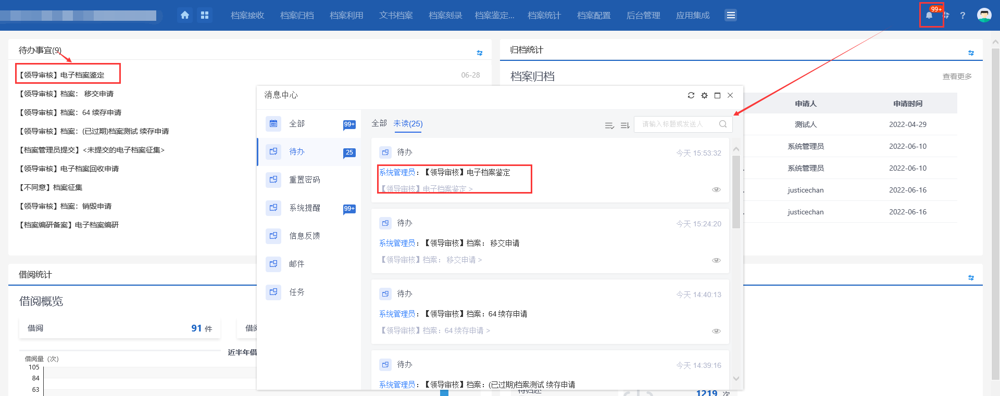 档案接收 档案归档 档案利用 文书档案 档案刻录 档案鉴定... 档案统计 档案配置 后台管理 应用集成 99+ ?
待办事宜(9)
【领导审核】电子档案鉴定 06-28
【领导审核】档案： 移交申请
【领导审核】档案：64 续存申请
【领导审核】档案：(已过期)档案测试 续存申请
【档案管理员提交】<未提交的电子档案征集>
【领导审核】电子档案回收申请
【不同意】档案征集
【领导审核】档案：销毁申请
【档案编研备案】电子档案编研
归档统计
档案归档 查看更多
申请人 申请时间
测试人 2022-04-29
系统管理员 2022-06-10
系统管理员 2022-06-10
justicechan 2022-06-16
justicechan 2022-06-16
消息中心
全部 99+
待办 25
重置密码
系统提醒 99+
信息反馈
邮件
任务
全部 未读(25) 请输入标题或发送人
待办 今天 15:53:32
系统管理员：【领导审核】电子档案鉴定
【领导审核】电子档案鉴定 >
待办 今天 15:24:20
系统管理员：【领导审核】档案： 移交申请
【领导审核】档案： 移交申请 >
待办 今天 14:40:13
系统管理员：【领导审核】档案：64 续存申请
【领导审核】档案：64 续存申请 >
待办 今天 14:39:16
系统管理员：【领导审核】档案：(已过期)档案测试 续存申请
借阅统计
借阅概览
借阅 91 件
借阅
近半年借
借阅量（次）
105
84
63
待归还 1219 次